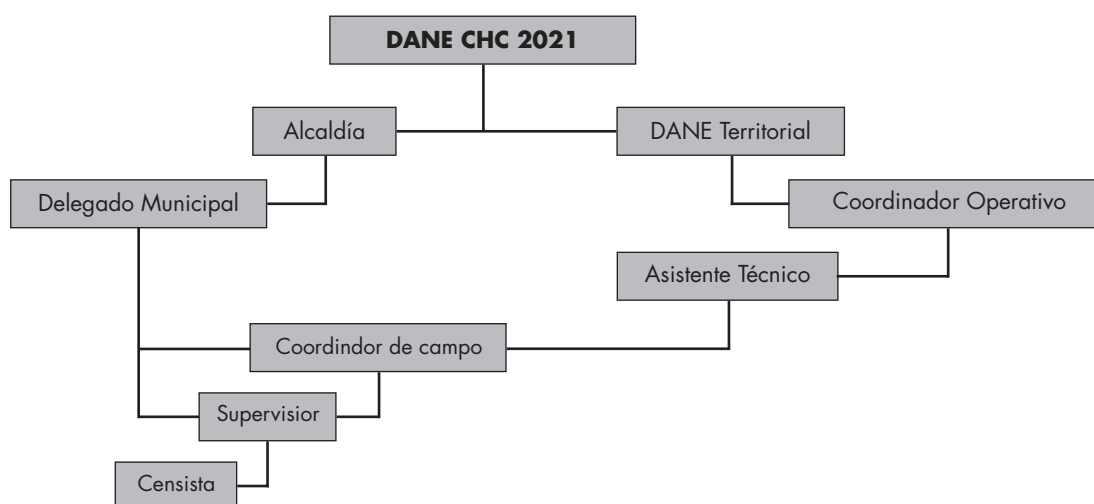 DANE CHC 2021
Alcaldía
DANE Territorial
Delegado Municipal
Coordinador Operativo
Asistente Técnico
Coordindor de campo
Supervisior
Censista